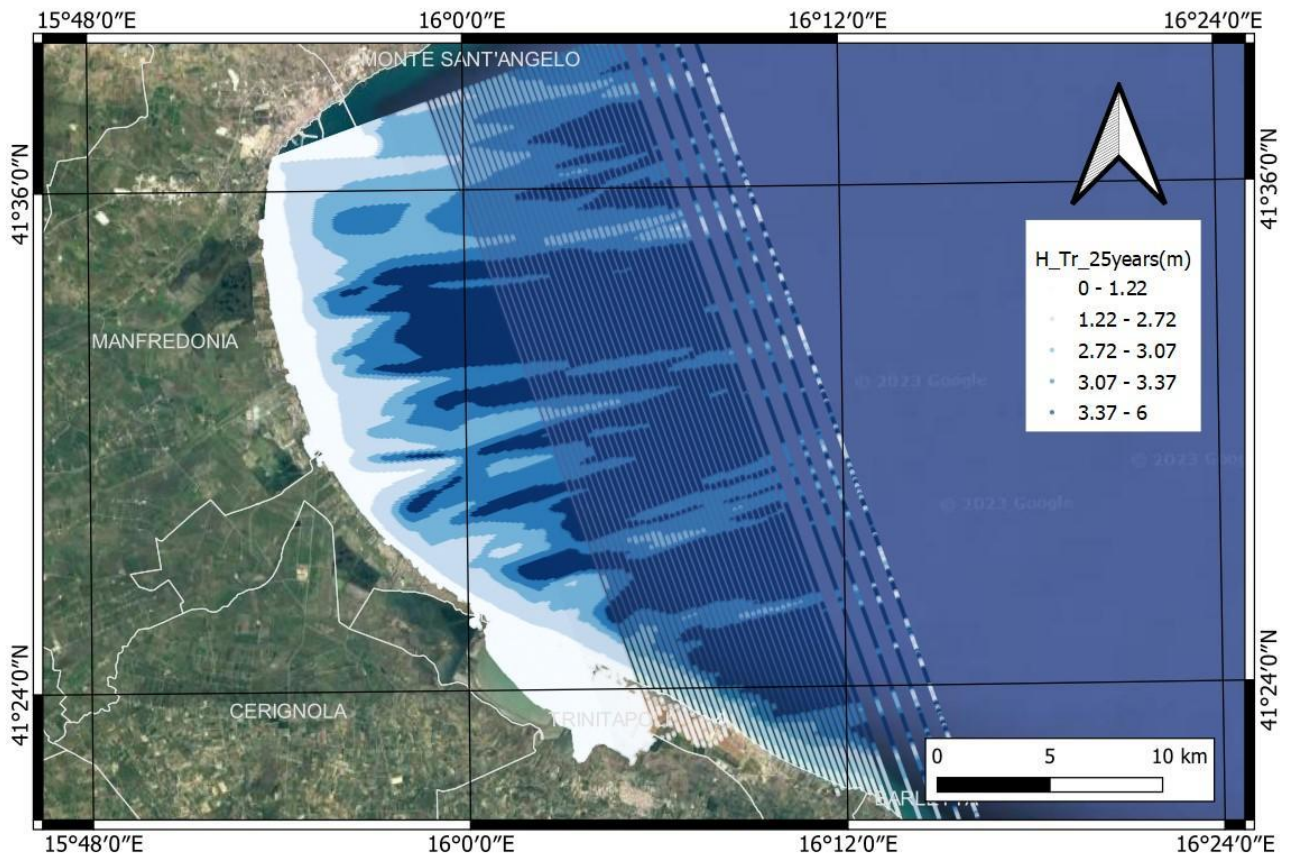 15°48′0″E 16°0′0″E 16°12′0″E 16°24′0″E
MONTE SANT'ANGELO
41°36′0″N
41°36′0″N
H_Tr_25years(m)
0 - 1.22
1.22 - 2.72
2.72 - 3.07
3.07 - 3.37
3.37 - 6
MANFREDONIA
© 2023 Google
© 2023
© 2023 Google
41°24′0″N
41°24′0″N
CERIGNOLA
0 5 10 km
15°48′0″E 16°0′0″E 16°12′0″E 16°24′0″E